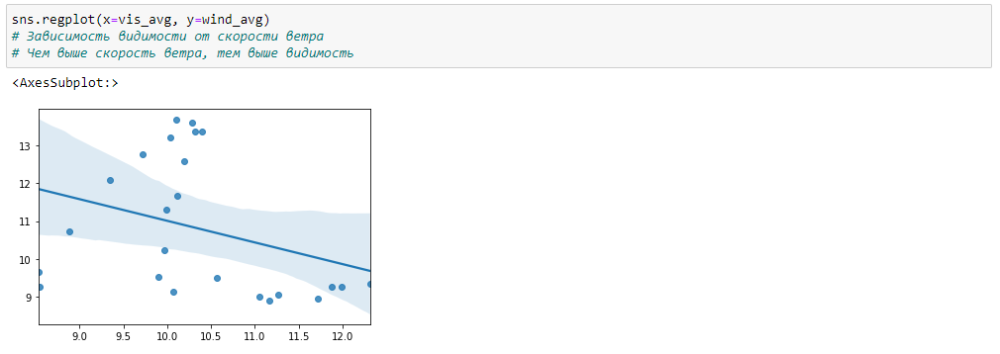 sns.regplot(x=vis_avg, y=wind_avg)
# Зависимость видимости от скорости ветра
# Чем выше скорость ветра, тем выше видимость
<AxesSubplot:>
13
12
11
10
9
9.0 9.5 10.0 10.5 11.0 11.5 12.0